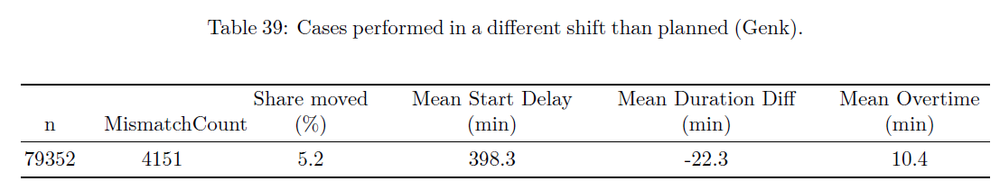 Table 39: Cases performed in a different shift than planned (Genk).
Share moved Mean Start Delay Mean Duration Diff Mean Overtime
n MismatchCount (%) (min) (min) (min)
79352 4151 5.2 398.3 -22.3 10.4